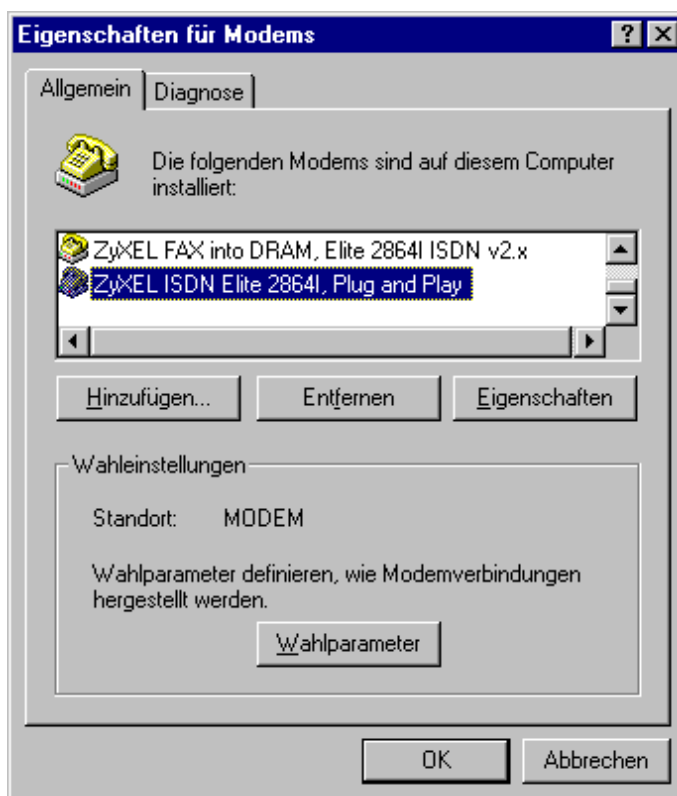 Eigenschaften für Modems
Allgemein
Diagnose
Die folgenden Modems sind auf diesem Computer
installiert:
ZyXEL FAX into DRAM, Elite 2864I ISDN v2.x
ZyXEL ISDN Elite 2864I, Plug and Play
Hinzufügen...
Entfernen
Eigenschaften
Wahleinstellungen
Standort: MODEM
Wahlparameter definieren, wie Modemverbindungen
hergestellt werden.
Wahlparameter
OK
Abbrechen